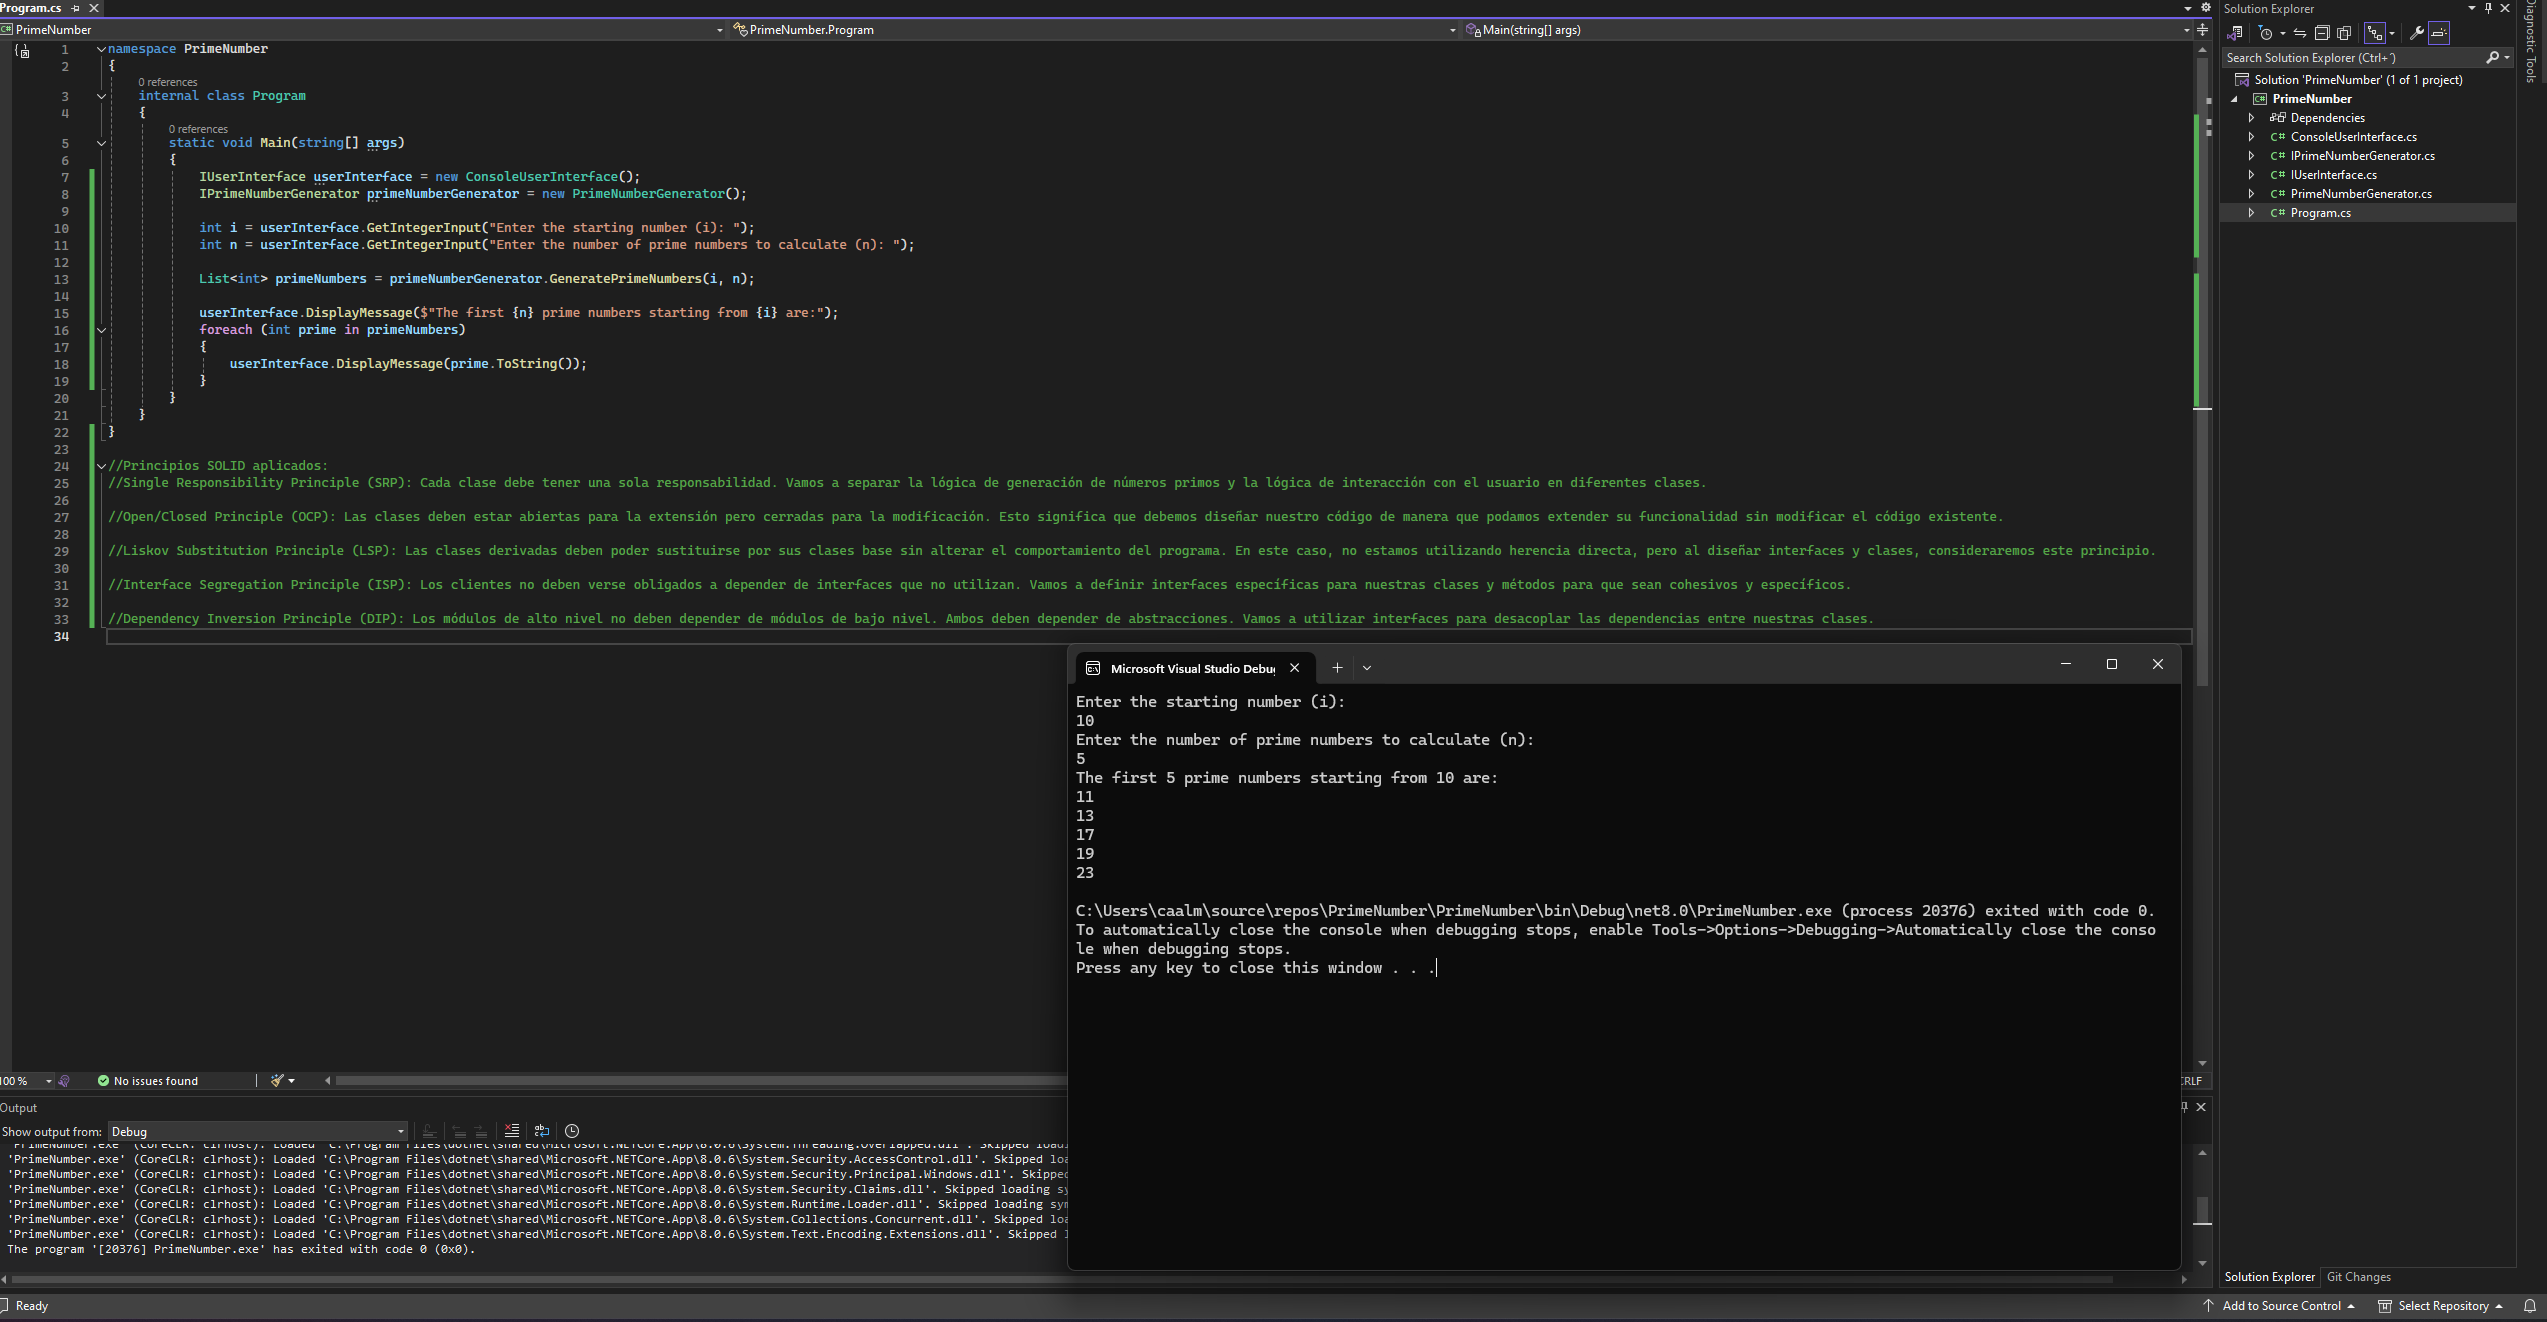 Program.cs
PrimeNumber
PrimeNumber.Program
Main(string[] args)
1 namespace PrimeNumber
2 {
0 references
3 internal class Program
4 {
0 references
5 static void Main(string[] args)
6 {
7 IUserInterface userInterface = new ConsoleUserInterface();
8 IPrimeNumberGenerator primeNumberGenerator = new PrimeNumberGenerator();
9
10 int i = userInterface.GetIntegerInput("Enter the starting number (i): ");
11 int n = userInterface.GetIntegerInput("Enter the number of prime numbers to calculate (n): ");
12
13 List<int> primeNumbers = primeNumberGenerator.GeneratePrimeNumbers(i, n);
14
15 userInterface.DisplayMessage($"The first {n} prime numbers starting from {i} are:");
16 foreach (int prime in primeNumbers)
17 {
18 userInterface.DisplayMessage(prime.ToString());
19 }
20 }
21 }
22 }
23
24 //Principios SOLID aplicados:
25 //Single Responsibility Principle (SRP): Cada clase debe tener una sola responsabilidad. Vamos a separar la lógica de generación de números primos y la lógica de interacción con el usuario en diferentes clases.
26
27 //Open/Closed Principle (OCP): Las clases deben estar abiertas para la extensión pero cerradas para la modificación. Esto significa que debemos diseñar nuestro código de manera que podamos extender su funcionalidad sin modificar el código existente.
28
29 //Liskov Substitution Principle (LSP): Las clases derivadas deben poder sustituirse por sus clases base sin alterar el comportamiento del programa. En este caso, no estamos utilizando herencia directa, pero al diseñar interfaces y clases, consideraremos este principio.
30
31 //Interface Segregation Principle (ISP): Los clientes no deben verse obligados a depender de interfaces que no utilizan. Vamos a definir interfaces específicas para nuestras clases y métodos para que sean cohesivos y específicos.
32
33 //Dependency Inversion Principle (DIP): Los módulos de alto nivel no deben depender de módulos de bajo nivel. Ambos deben depender de abstracciones. Vamos a utilizar interfaces para desacoplar las dependencias entre nuestras clases.
34
Microsoft Visual Studio Debug
Enter the starting number (i):
10
Enter the number of prime numbers to calculate (n):
5
The first 5 prime numbers starting from 10 are:
11
13
17
19
23
C:\Users\caalm\source\repos\PrimeNumber\PrimeNumber\bin\Debug\net8.0\PrimeNumber.exe (process 20376) exited with code 0.
To automatically close the console when debugging stops, enable Tools->Options->Debugging->Automatically close the conso
le when debugging stops.
Press any key to close this window . . .
100 %
No issues found
CRLF
Output
Show output from: Debug
'PrimeNumber.exe' (CoreCLR: clrhost): Loaded 'C:\Program Files\dotnet\shared\Microsoft.NETCore.App\8.0.6\System.Threading.Overlapped.dll'. Skipped loadi
'PrimeNumber.exe' (CoreCLR: clrhost): Loaded 'C:\Program Files\dotnet\shared\Microsoft.NETCore.App\8.0.6\System.Security.AccessControl.dll'. Skipped loa
'PrimeNumber.exe' (CoreCLR: clrhost): Loaded 'C:\Program Files\dotnet\shared\Microsoft.NETCore.App\8.0.6\System.Security.Principal.Windows.dll'. Skipped
'PrimeNumber.exe' (CoreCLR: clrhost): Loaded 'C:\Program Files\dotnet\shared\Microsoft.NETCore.App\8.0.6\System.Security.Claims.dll'. Skipped loading sy
'PrimeNumber.exe' (CoreCLR: clrhost): Loaded 'C:\Program Files\dotnet\shared\Microsoft.NETCore.App\8.0.6\System.Runtime.Loader.dll'. Skipped loading sym
'PrimeNumber.exe' (CoreCLR: clrhost): Loaded 'C:\Program Files\dotnet\shared\Microsoft.NETCore.App\8.0.6\System.Collections.Concurrent.dll'. Skipped loa
'PrimeNumber.exe' (CoreCLR: clrhost): Loaded 'C:\Program Files\dotnet\shared\Microsoft.NETCore.App\8.0.6\System.Text.Encoding.Extensions.dll'. Skipped l
The program '[20376] PrimeNumber.exe' has exited with code 0 (0x0).
Ready
Solution Explorer
Search Solution Explorer (Ctrl+´)
Solution 'PrimeNumber' (1 of 1 project)
PrimeNumber
Dependencies
C# ConsoleUserInterface.cs
C# IPrimeNumberGenerator.cs
C# IUserInterface.cs
C# PrimeNumberGenerator.cs
C# Program.cs
Diagnostic Tools
Solution Explorer
Git Changes
Add to Source Control
Select Repository